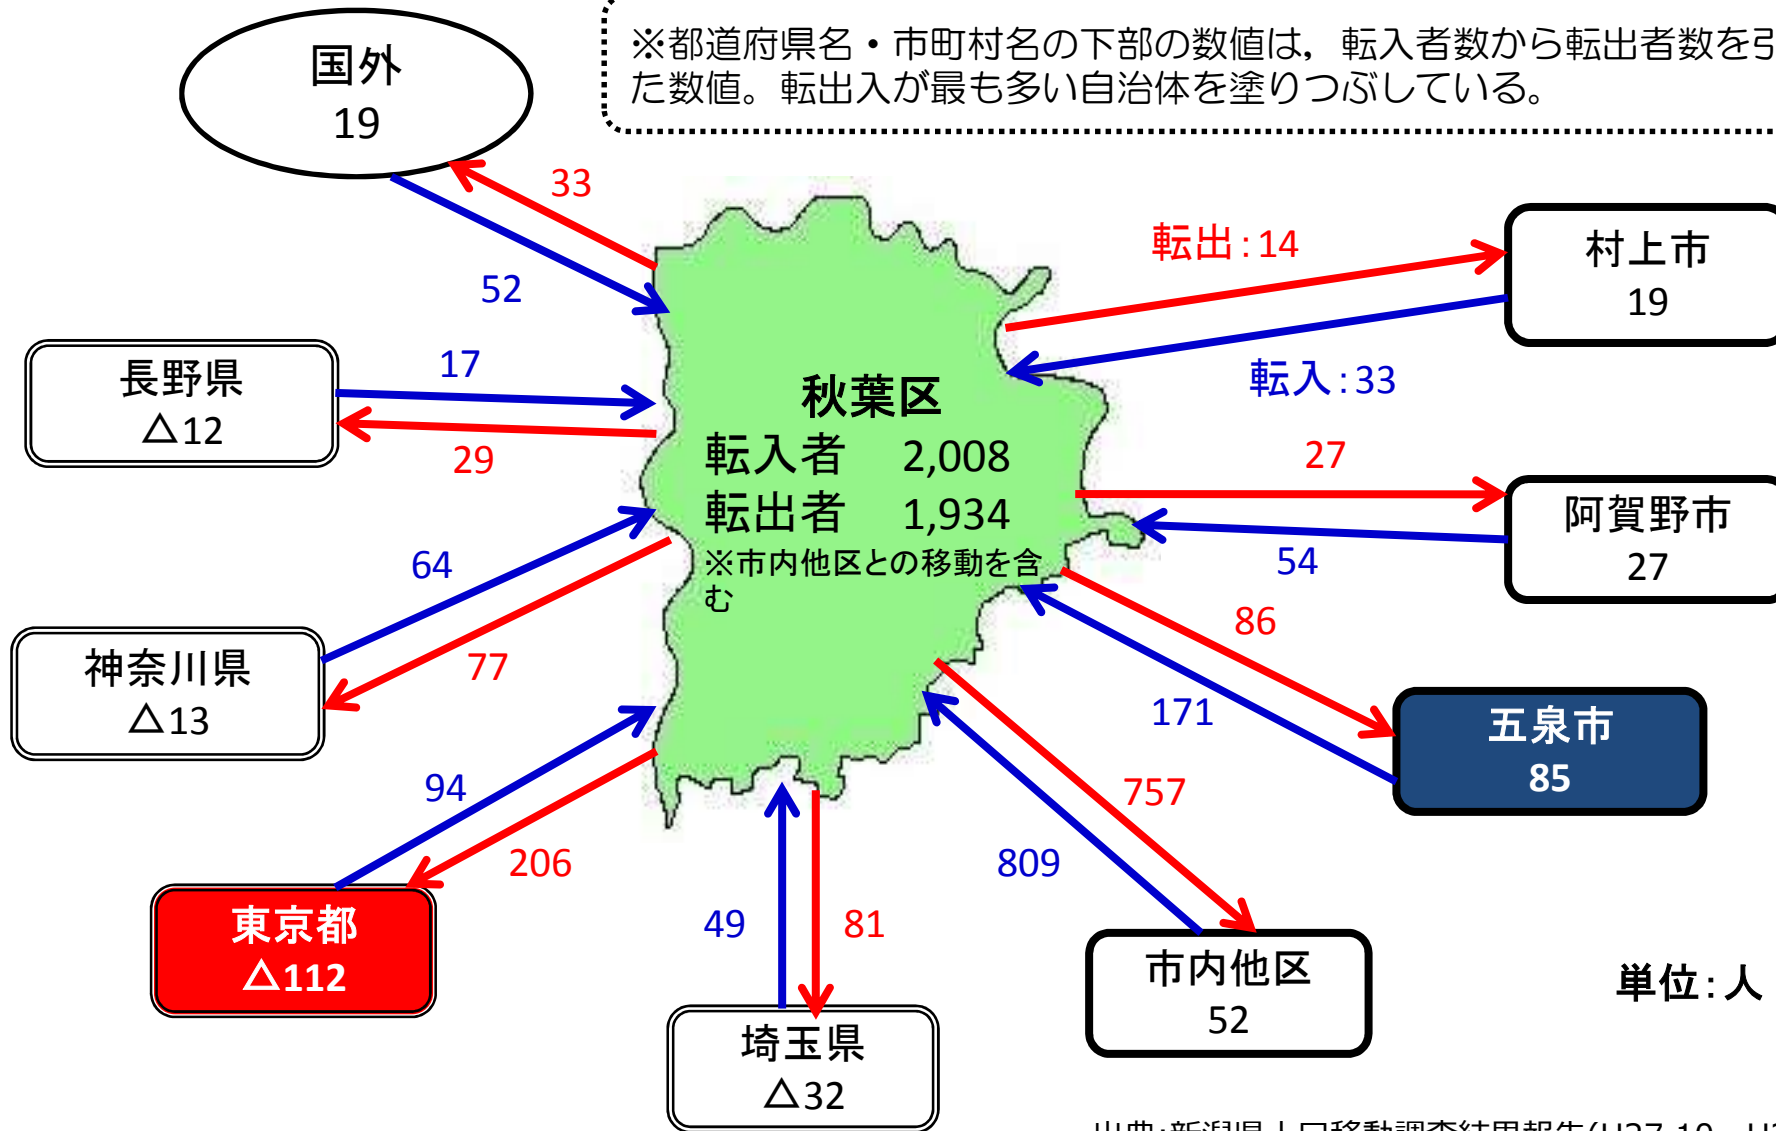 ※都道府県名・市町村名の下部の数値は，転入者数から転出者数を引
た数値。転出入が最も多い自治体を塗りつぶしている。
国外
19
33
52
転出:14
村上市
19
転入:33
長野県
△12
17
29
秋葉区
転入者 2,008
転出者 1,934
※市内他区との移動を含
む
27
阿賀野市
27
54
64
神奈川県
△13
77
86
171
五泉市
85
94
206
東京都
△112
757
809
49
81
市内他区
52
単位:人
埼玉県
△32